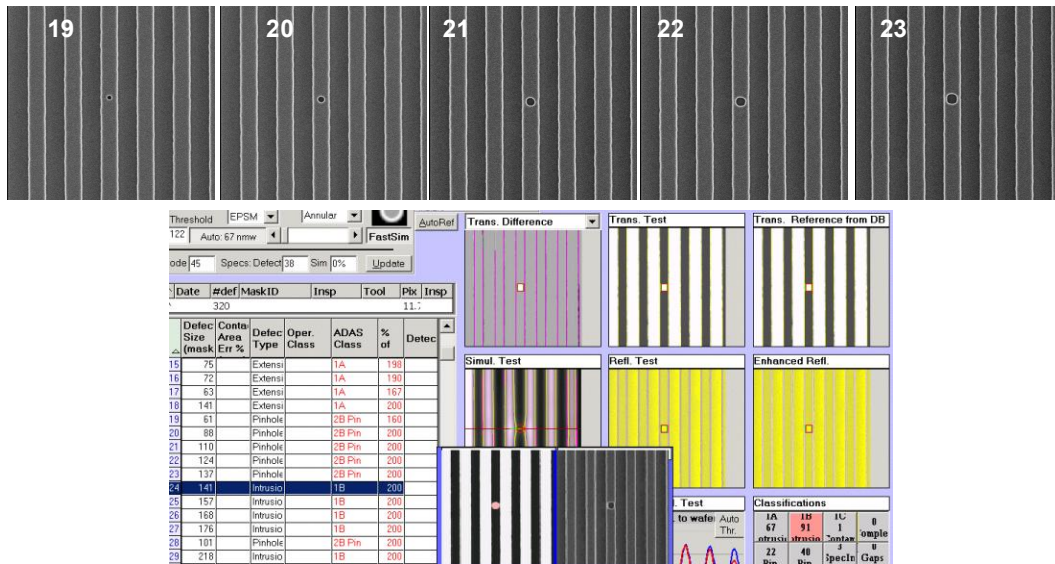 19 20 21 22 23
Threshold EPSM Annular AutoRef Trans. Difference Trans. Test Trans. Reference from DB
122 Auto: 67 nmw FastSim
45 Specs: Defect 38 Sim 0% Update
Date #def MaskID Insp Tool Pix Insp
320 11.
Size Area Defec Oper. ADAS %
(mask Err % Type Class Class of Detec
Simul. Test Refl. Test Enhanced Refl.
15 75 Extensi 1A 198
16 72 Extensi 1A 190
17 63 Extensi 1A 167
18 141 Extensi 1A 200
19 61 Pinhole 2B Pin 160
20 88 Pinhole 2B Pin 200
21 110 Pinhole 2B Pin 200
22 124 Pinhole 2B Pin 200
23 137 Pinhole 2B Pin 200
24 141 Intrusio 1B 200
25 157 Intrusio 1B 200
26 168 Intrusio 1B 200
27 176 Intrusio 1B 200
28 101 Pinhole 2B Pin 200
29 218 Intrusio 1B 200
Test Classifications
to wafe Auto Thr.
1A 1B 1C 0
67 91 1 omple
22 40 3 0
Pin Pin SpecIn Gaps